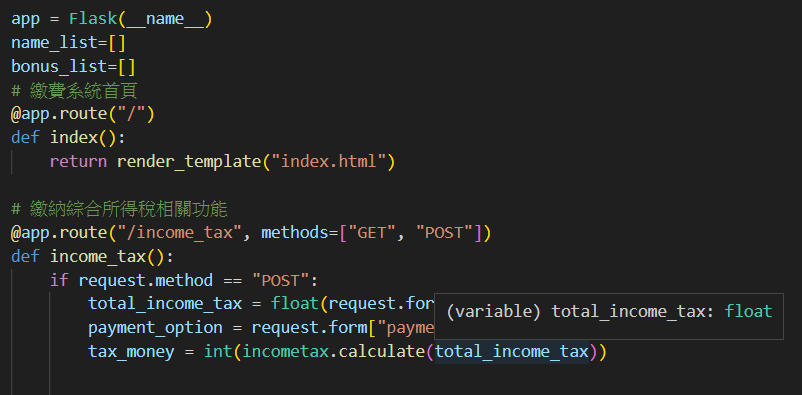 app = Flask(__name__)
name_list=[]
bonus_list=[]
# 繳費系統首頁
@app.route("/")
def index():
    return render_template("index.html")
# 繳納綜合所得稅相關功能
@app.route("/income_tax", methods=["GET", "POST"])
def income_tax():
    if request.method == "POST":
        total_income_tax = float(request.for
(variable) total_income_tax: float
        payment_option = request.form["payme
        tax_money = int(incometax.calculate(total_income_tax))